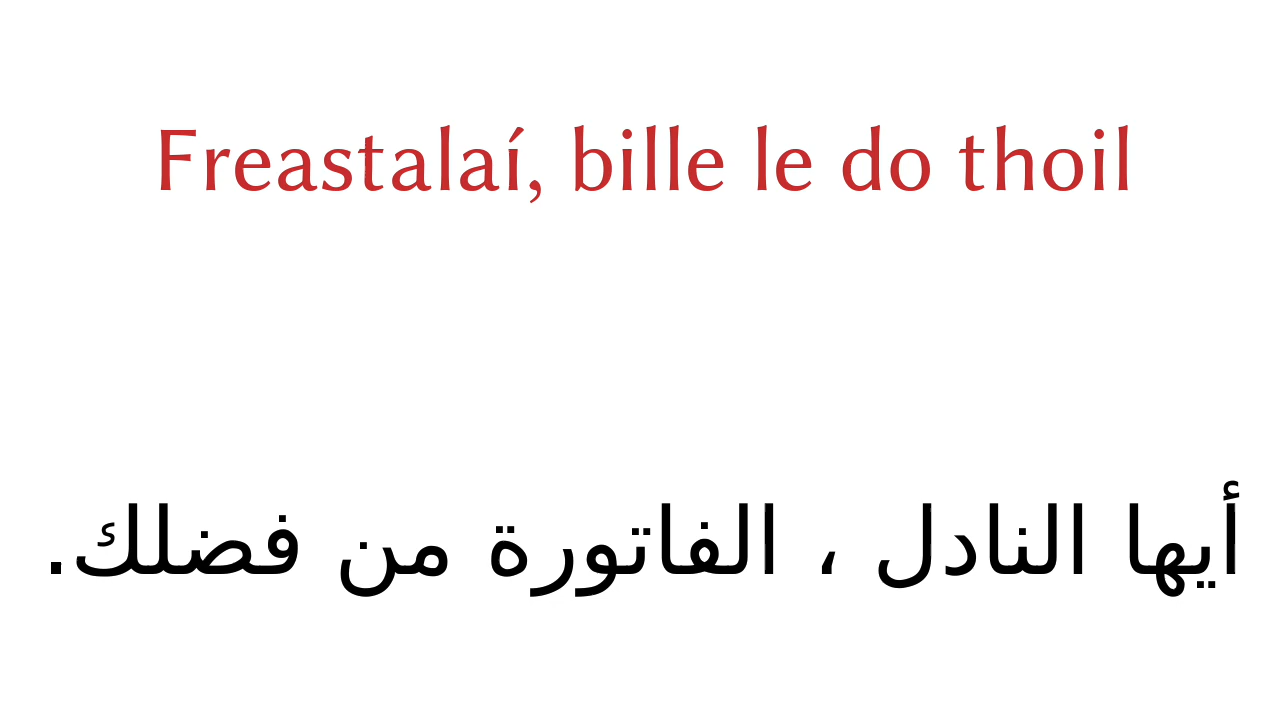 Freastalaí, bille le do thoil
أيها النادل ، الفاتورة من فضلك.